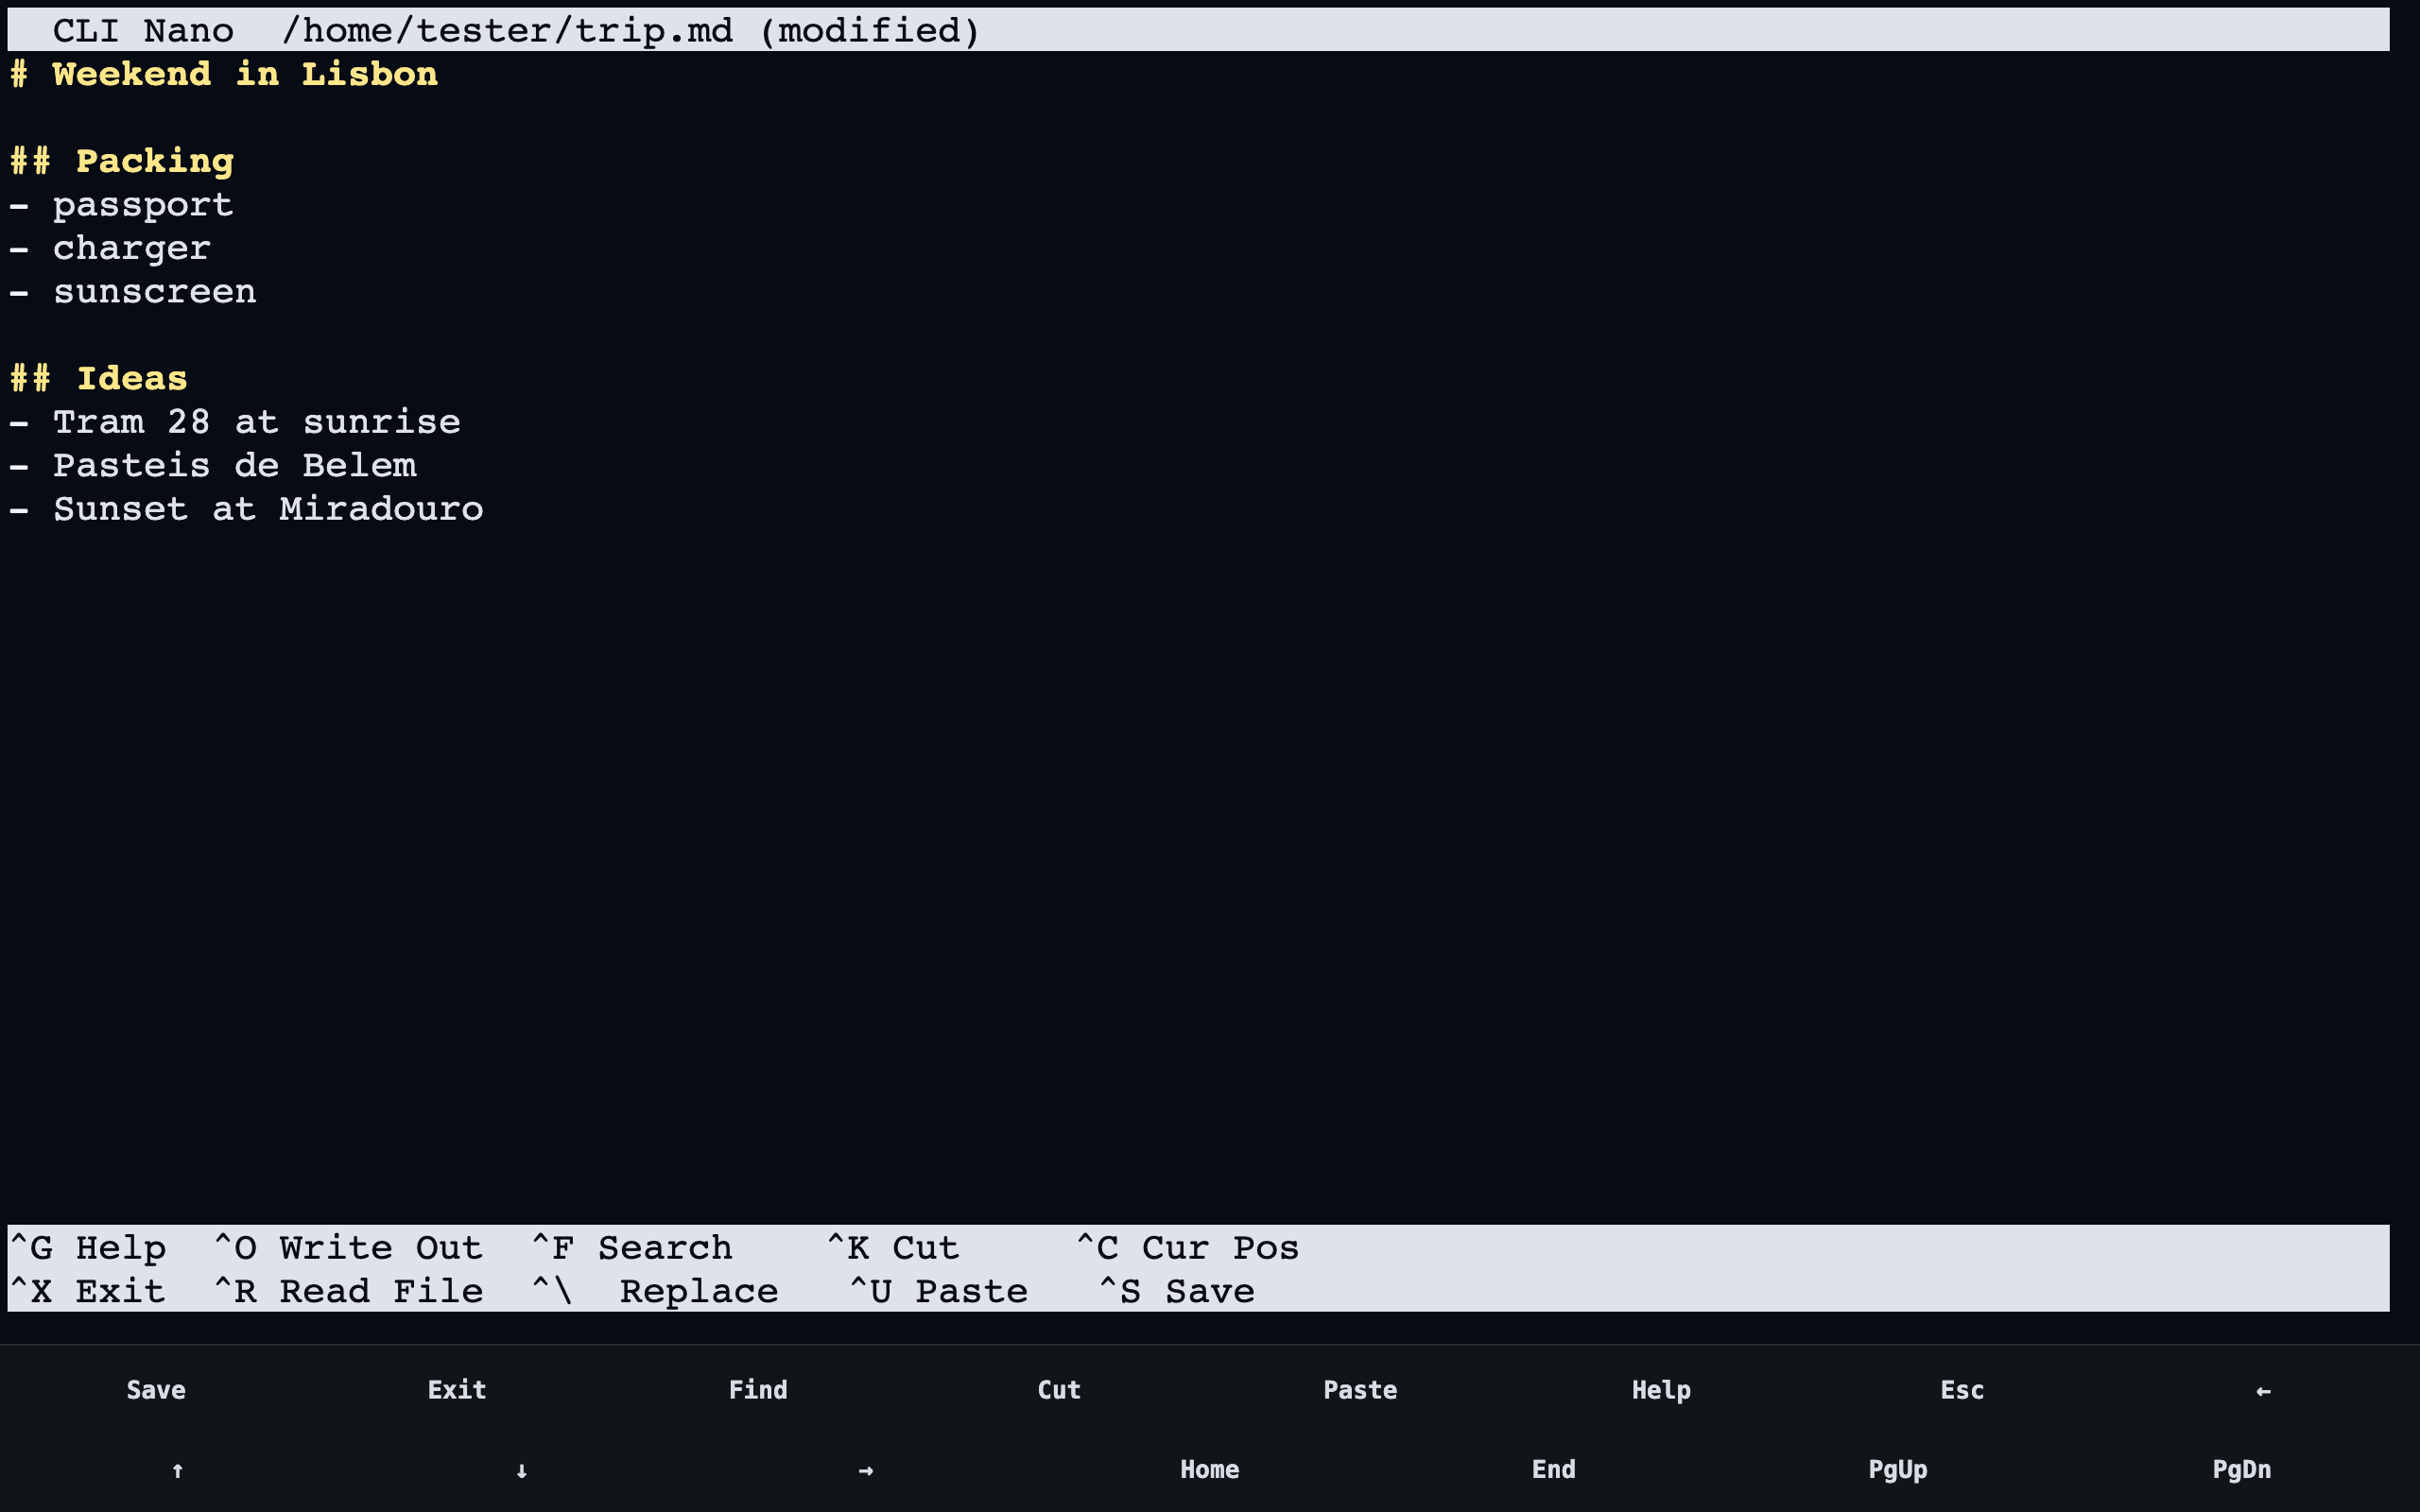 CLI Nano  /home/tester/trip.md (modified)
# Weekend in Lisbon
## Packing
- passport
- charger
- sunscreen
## Ideas
- Tram 28 at sunrise
- Pasteis de Belem
- Sunset at Miradouro
^G Help  ^O Write Out  ^F Search    ^K Cut     ^C Cur Pos
^X Exit  ^R Read File  ^\  Replace   ^U Paste   ^S Save
Save Exit Find Cut Paste Help Esc ←
↑ ↓ → Home End PgUp PgDn